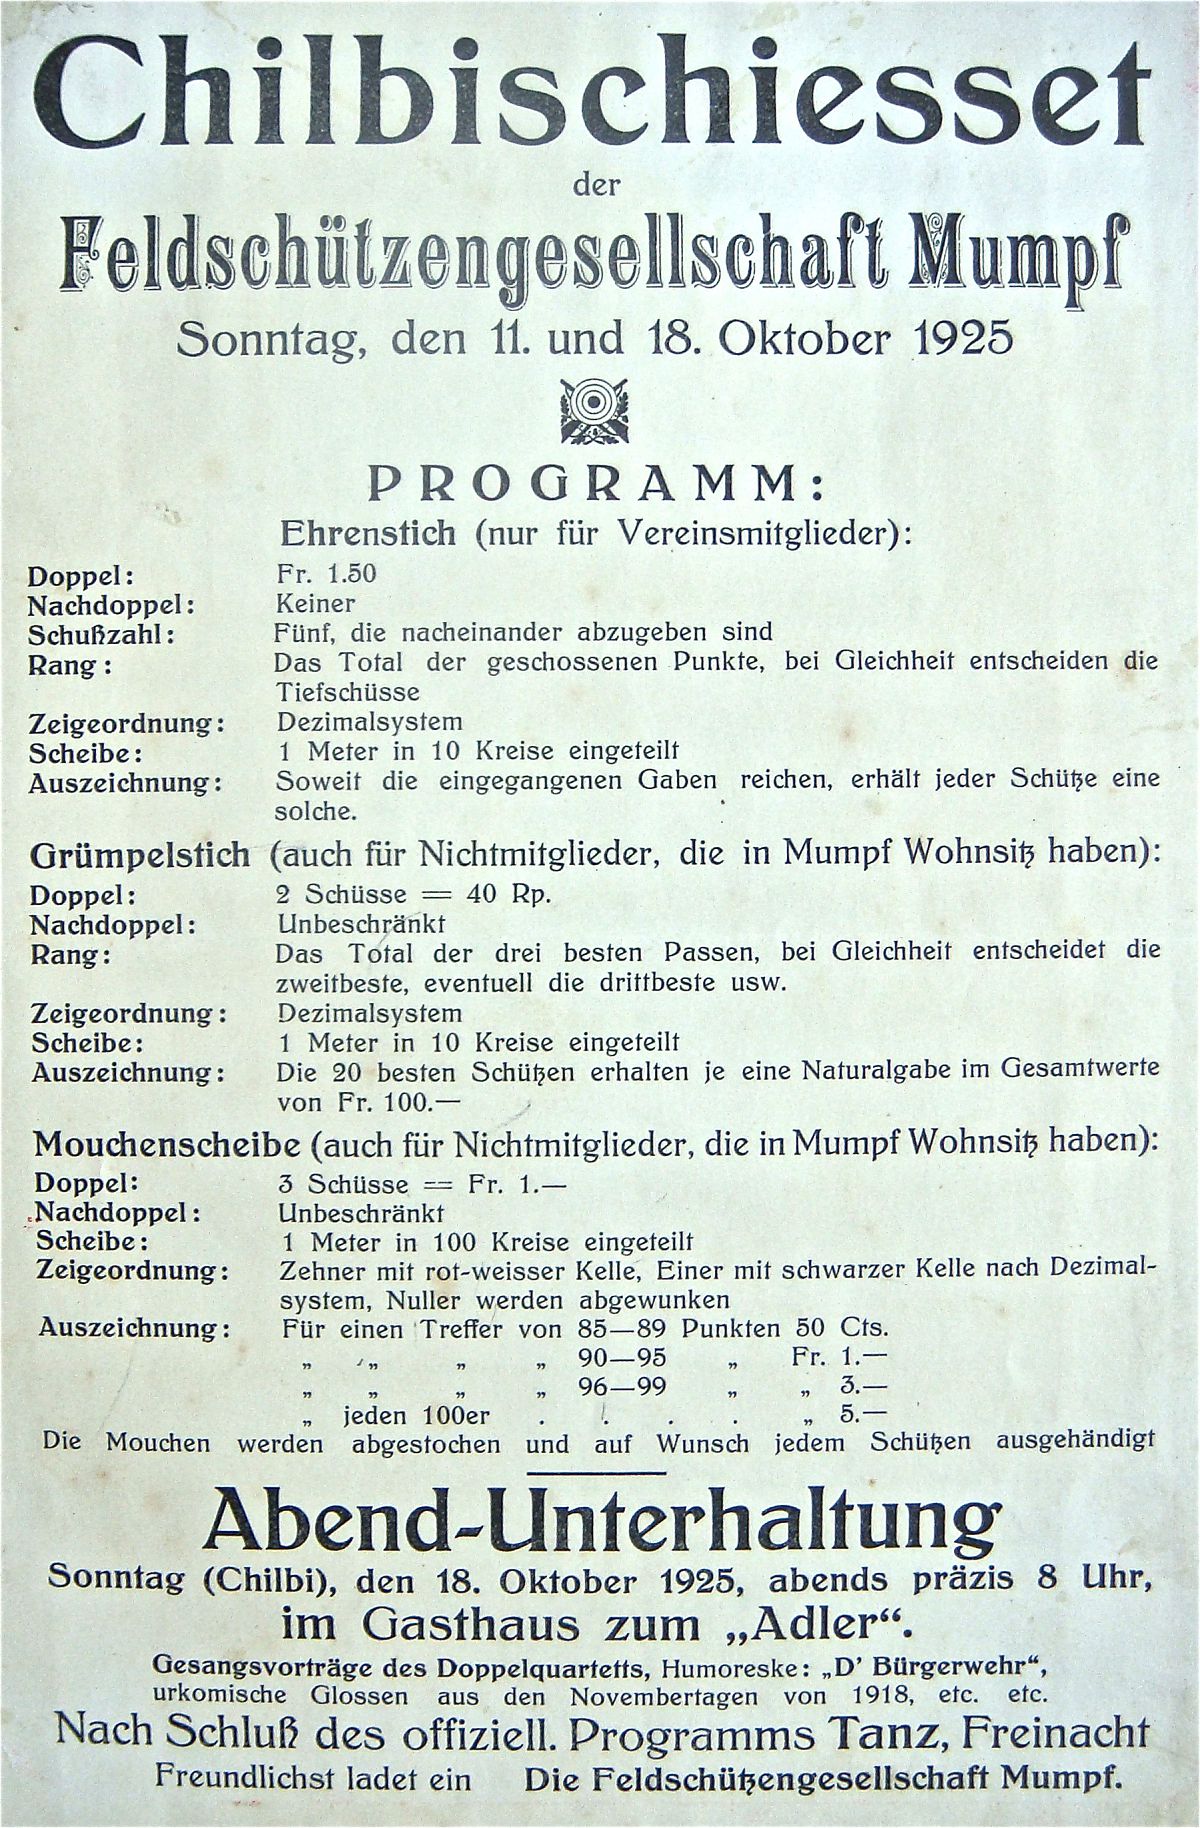 Chilbischiesset
der
Feldschützengesellschaft Mumpf
Sonntag, den 11. und 18. Oktober 1925
PROGRAMM:
Ehrenstich (nur für Vereinsmitglieder):
Doppel: Fr. 1.50
Nachdoppel: Keiner
Schußzahl: Fünf, die nacheinander abzugeben sind
Rang: Das Total der geschossenen Punkte, bei Gleichheit entscheiden die
Tiefschüsse
Zeigeordnung: Dezimalsystem
Scheibe: 1 Meter in 10 Kreise eingeteilt
Auszeichnung: Soweit die eingegangenen Gaben reichen, erhält jeder Schütze eine
solche.
Grümpelstich (auch für Nichtmitglieder, die in Mumpf Wohnsitz haben):
Doppel: 2 Schüsse = 40 Rp.
Nachdoppel: Unbeschränkt
Rang: Das Total der drei besten Passen, bei Gleichheit entscheidet die
zweitbeste, eventuell die drittbeste usw.
Zeigeordnung: Dezimalsystem
Scheibe: 1 Meter in 10 Kreise eingeteilt
Auszeichnung: Die 20 besten Schützen erhalten je eine Naturalgabe im Gesamtwerte
von Fr. 100.—
Mouchenscheibe (auch für Nichtmitglieder, die in Mumpf Wohnsitz haben):
Doppel: 3 Schüsse = Fr. 1.—
Nachdoppel: Unbeschränkt
Scheibe: 1 Meter in 100 Kreise eingeteilt
Zeigeordnung: Zehner mit rot-weisser Kelle, Einer mit schwarzer Kelle nach Dezimal-
system, Nuller werden abgewunken
Auszeichnung: Für einen Treffer von 85—89 Punkten 50 Cts.
„ „ „ „ 90—95 „ Fr. 1.—
„ „ „ „ 96—99 „ „ 3.—
„ jeden 100er . . . . „ 5.—
Die Mouchen werden abgestochen und auf Wunsch jedem Schützen ausgehändigt
Abend-Unterhaltung
Sonntag (Chilbi), den 18. Oktober 1925, abends präzis 8 Uhr,
im Gasthaus zum „Adler“.
Gesangsvorträge des Doppelquartetts, Humoreske: „D' Bürgerwehr“,
urkomische Glossen aus den Novembertagen von 1918, etc. etc.
Nach Schluß des offiziell. Programms Tanz, Freinacht
Freundlichst ladet ein Die Feldschützengesellschaft Mumpf.